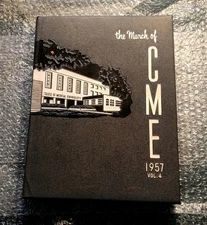 the March of
CME
1957
VOL. 4